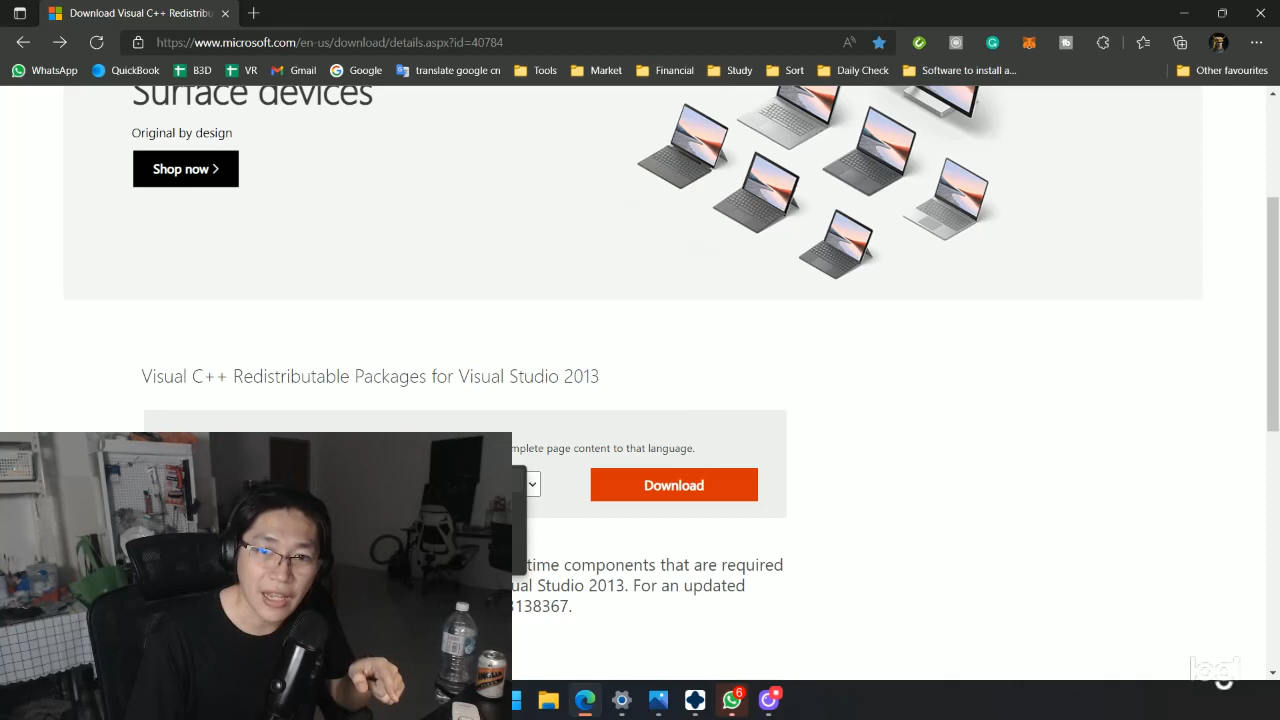 Download Visual C++ Redistribu
https://www.microsoft.com/en-us/download/details.aspx?id=40784
WhatsApp QuickBook B3D VR Gmail Google translate google cn Tools Market Financial Study Sort Daily Check Software to install a... Other favourites
Surface devices
Original by design
Shop now
Visual C++ Redistributable Packages for Visual Studio 2013
mplete page content to that language.
Download
time components that are required
ual Studio 2013. For an updated
3138367.
logi
6